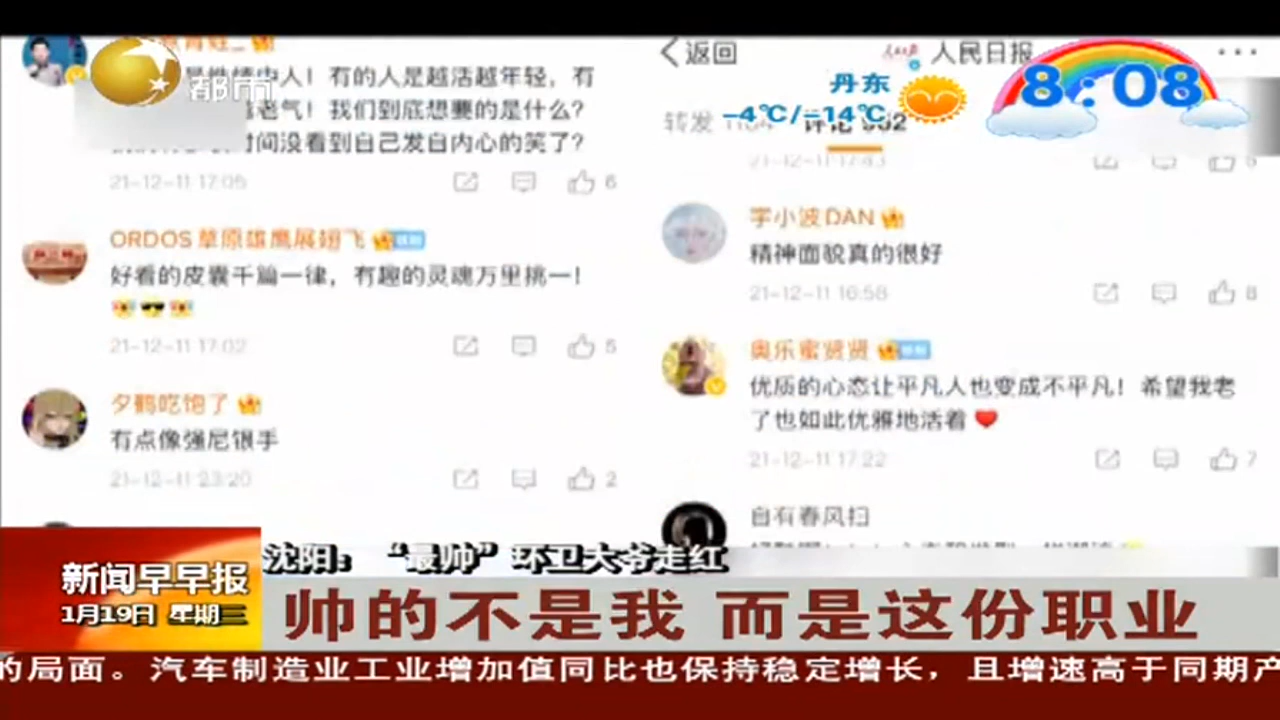 都市
人！有的人是越活越年轻，有
老气！我们到底想要的是什么？
时间没看到自己发自内心的笑了？
21-12-11 17:05
6
ORDOS草原雄鹰展翅飞
好看的皮囊千篇一律，有趣的灵魂万里挑一！
21-12-11 17:02
5
夕鹤吃饱了
有点像强尼银手
21-12-11 23:20
2
返回
人民日报
丹东
-4℃/-14℃
8:08
转发
评论
21-12-11 17:43
李小波DAN
精神面貌真的很好
21-12-11 16:58
8
奥乐蜜贤贤
优质的心态让平凡人也变成不平凡！希望我老
了也如此优雅地活着
21-12-11 17:22
7
自有春风扫
新闻早早报
1月19日 星期三
沈阳：“最帅”环卫大爷走红
帅的不是我 而是这份职业
的局面。汽车制造业工业增加值同比也保持稳定增长，且增速高于同期产